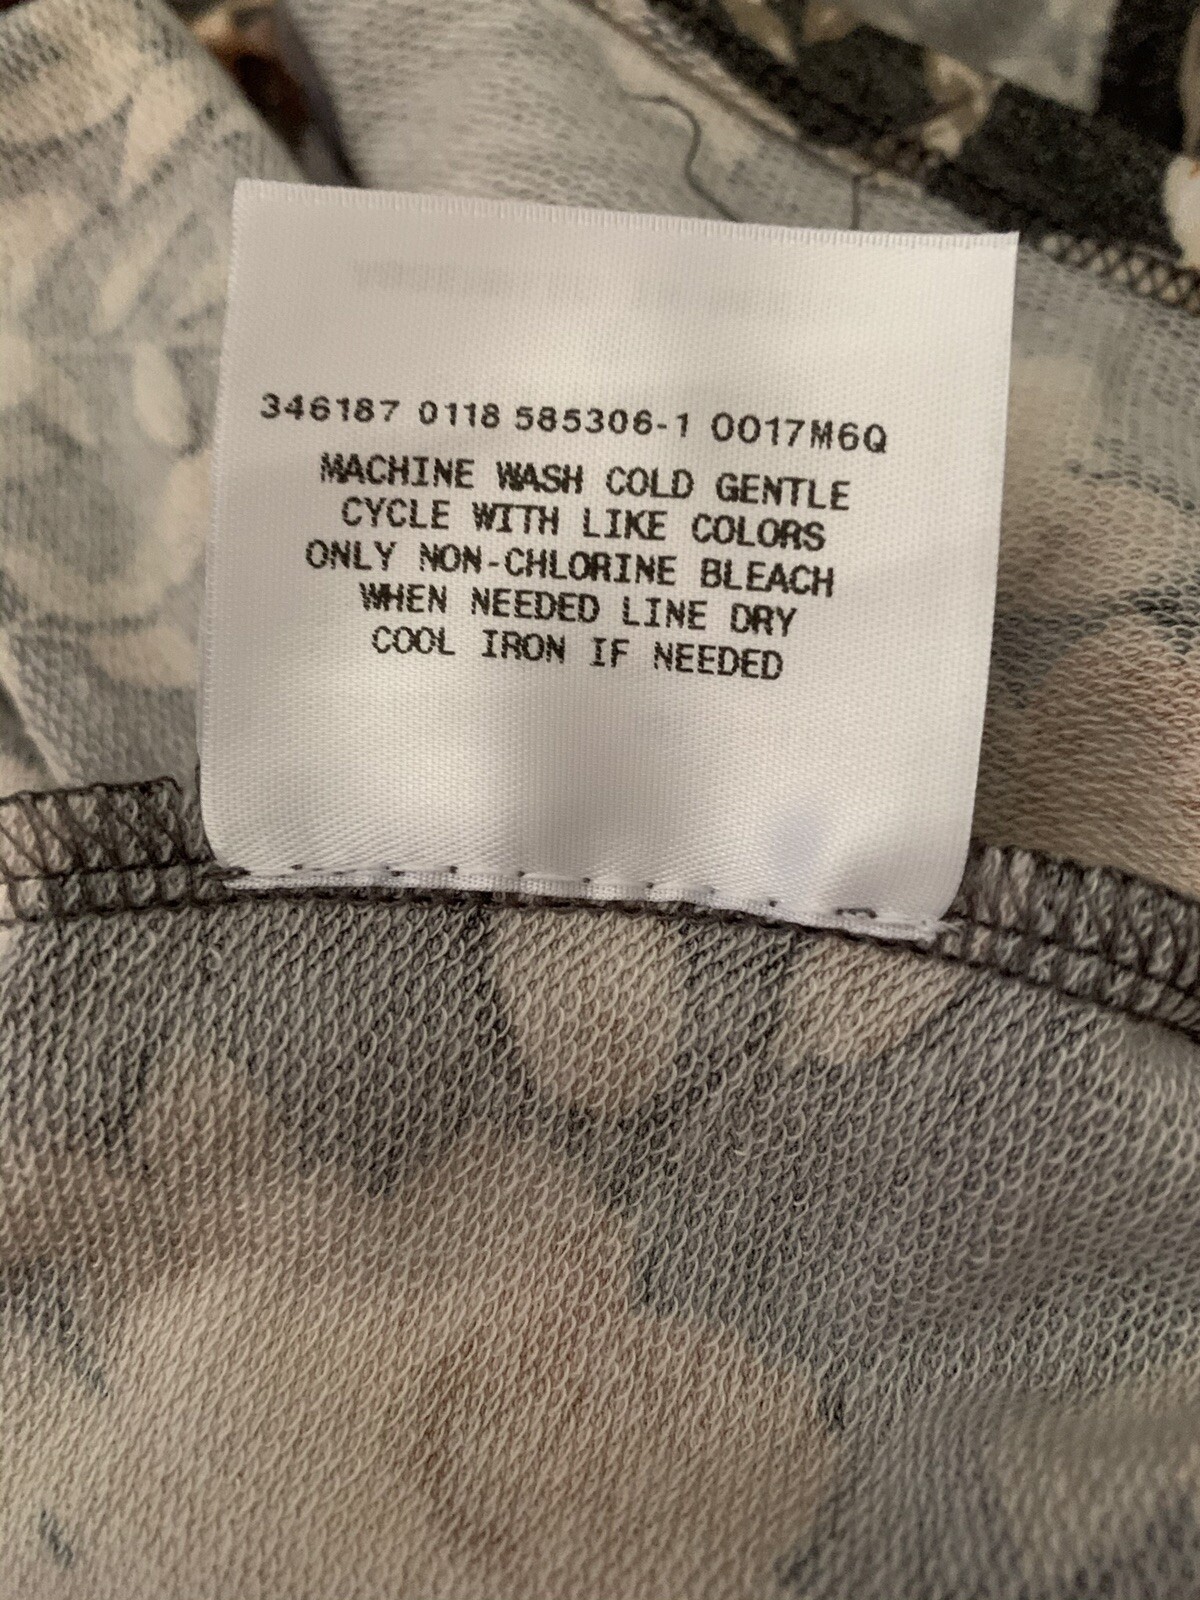 346187 0118 585306-1 0017M6Q
MACHINE WASH COLD GENTLE
CYCLE WITH LIKE COLORS
ONLY NON-CHLORINE BLEACH
WHEN NEEDED LINE DRY
COOL IRON IF NEEDED